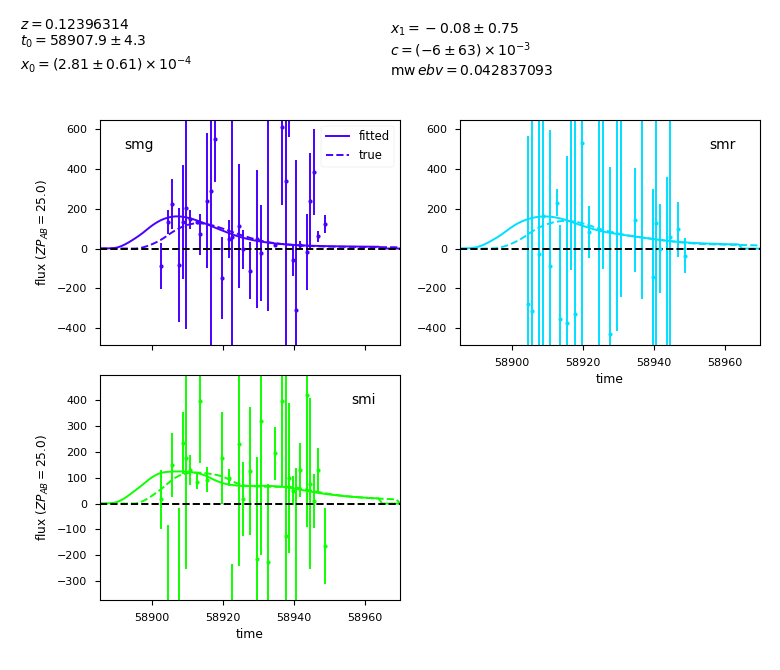 z = 0.12396314
t₀ = 58907.9 ± 4.3
x₀ = (2.81 ± 0.61) × 10⁻⁴
x₁ = − 0.08 ± 0.75
c = (−6 ± 63) × 10⁻³
mw ebv = 0.042837093
smg
fitted
true
600
400
200
0
−200
−400
flux (ZP_AB = 25.0)
smr
600
400
200
0
−200
−400
58900 58920 58940 58960
time
smi
400
300
200
100
0
−100
−200
−300
flux (ZP_AB = 25.0)
58900 58920 58940 58960
time